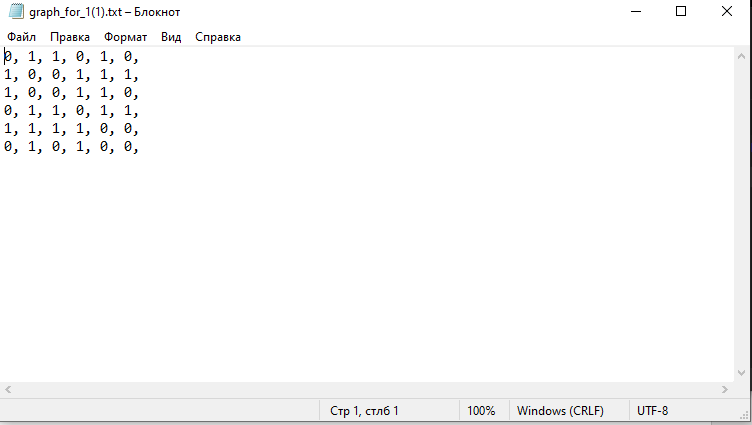 graph_for_1(1).txt – Блокнот
Файл Правка Формат Вид Справка
0, 1, 1, 0, 1, 0,
1, 0, 0, 1, 1, 1,
1, 0, 0, 1, 1, 0,
0, 1, 1, 0, 1, 1,
1, 1, 1, 1, 0, 0,
0, 1, 0, 1, 0, 0,
Стр 1, стлб 1 100% Windows (CRLF) UTF-8